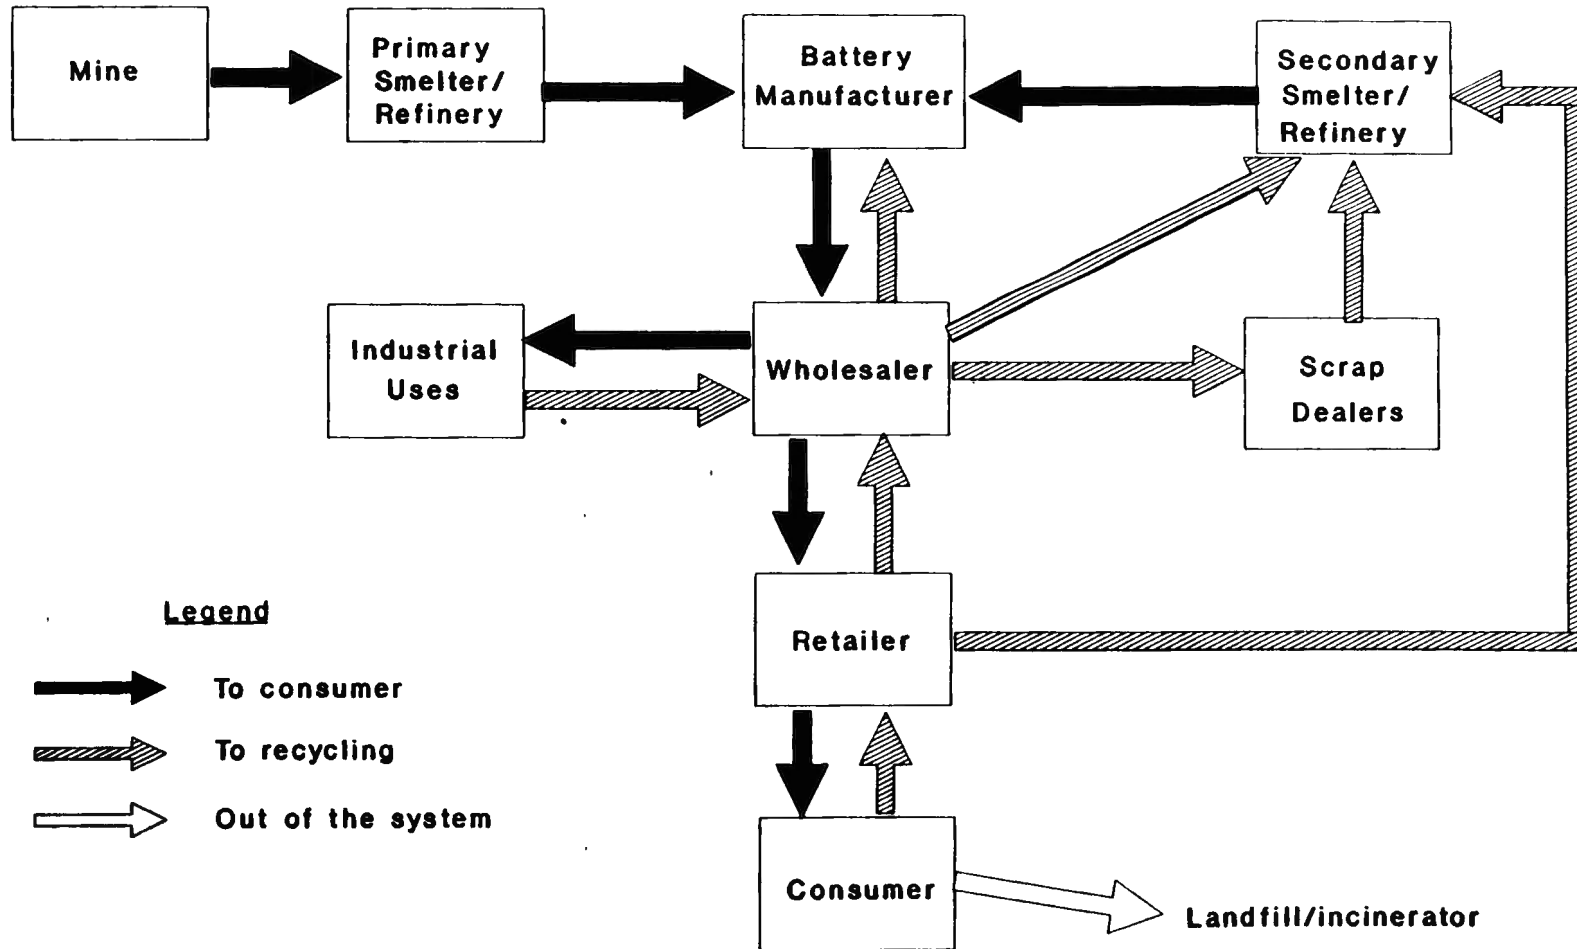 Mine
Primary
Smelter/
Refinery
Battery
Manufacturer
Secondary
Smelter/
Refinery
Industrial
Uses
Wholesaler
Scrap
Dealers
Retailer
Legend
To consumer
To recycling
Out of the system
Consumer
Landfill/incinerator